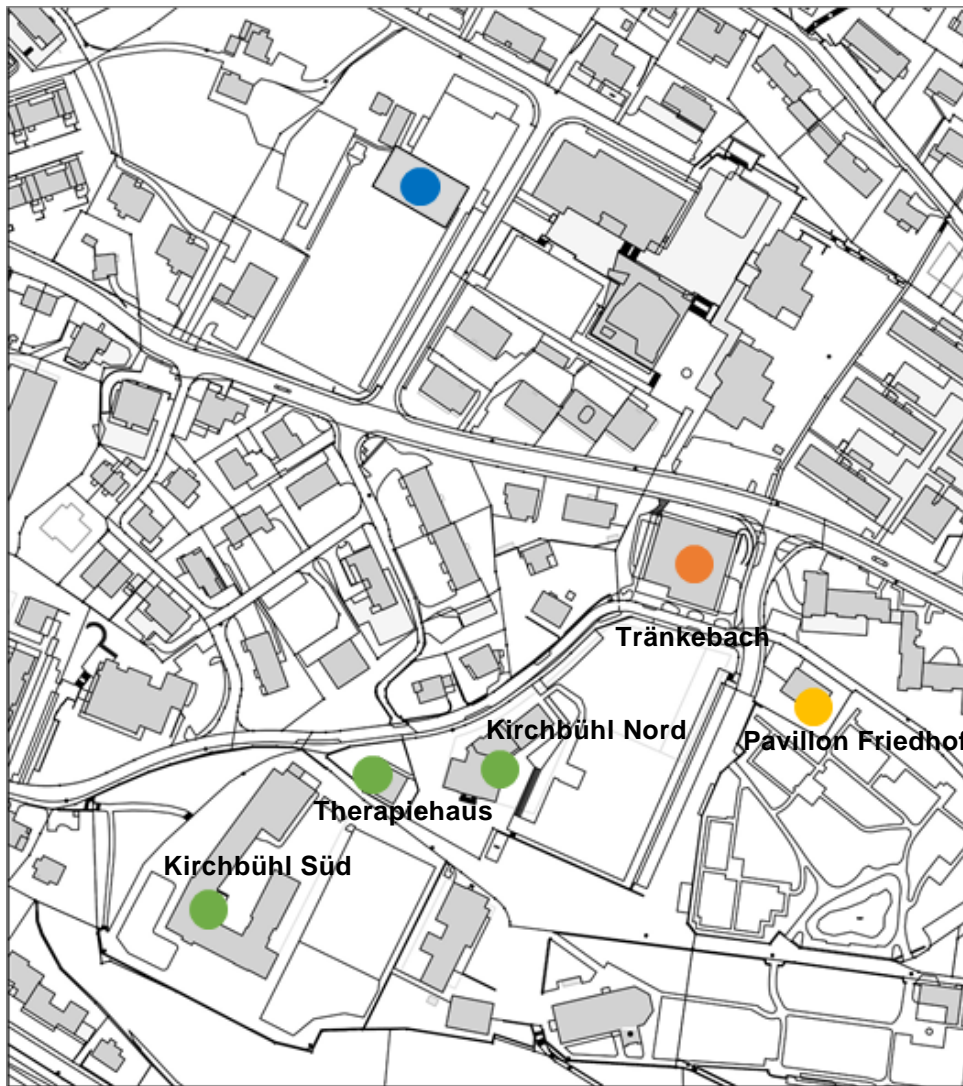 Tränkebach
Kirchbühl Nord
Pavillon Friedhof
Therapiehaus
Kirchbühl Süd